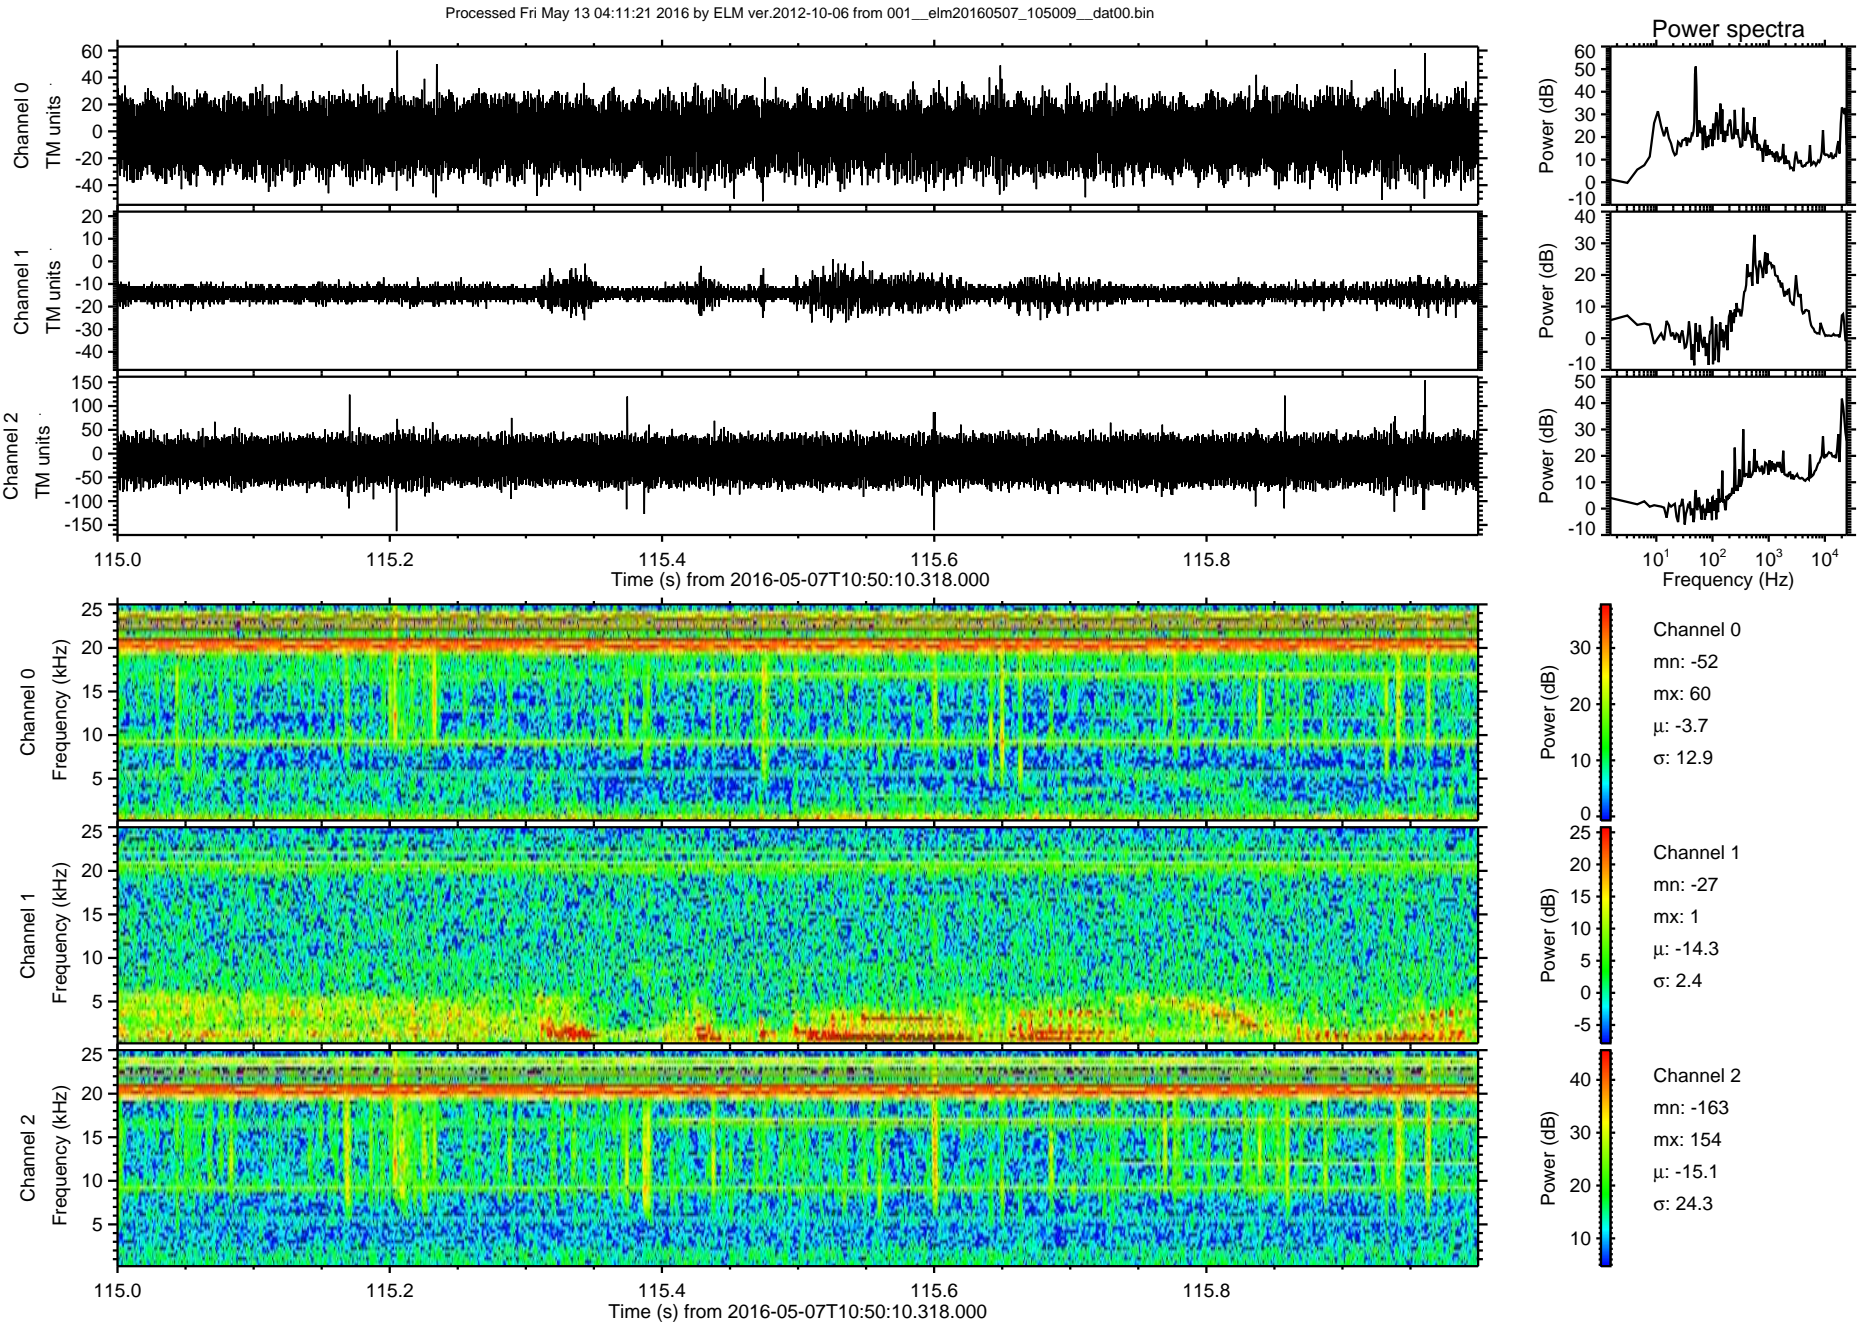 Processed Fri May 13 04:11:21 2016 by ELM ver.2012-10-06 from 001__elm20160507_105009__dat00.bin
Power spectra
Channel 0
TM units
60
40
20
0
-20
-40
Power (dB)
60
50
40
30
20
10
0
-10
Channel 1
TM units
20
10
0
-10
-20
-30
-40
Power (dB)
40
30
20
10
0
-10
Channel 2
TM units
150
100
50
0
-50
-100
-150
Power (dB)
50
40
30
20
10
0
-10
115.0 115.2 115.4 115.6 115.8
Time (s) from 2016-05-07T10:50:10.318.000
10^1 10^2 10^3 10^4
Frequency (Hz)
Channel 0
Frequency (kHz)
25
20
15
10
5
Power (dB)
30
20
10
0
Channel 0
mn: -52
mx: 60
μ: -3.7
σ: 12.9
Channel 1
Frequency (kHz)
25
20
15
10
5
Power (dB)
25
20
15
10
5
0
-5
Channel 1
mn: -27
mx: 1
μ: -14.3
σ: 2.4
Channel 2
Frequency (kHz)
25
20
15
10
5
Power (dB)
40
30
20
10
Channel 2
mn: -163
mx: 154
μ: -15.1
σ: 24.3
115.0 115.2 115.4 115.6 115.8
Time (s) from 2016-05-07T10:50:10.318.000